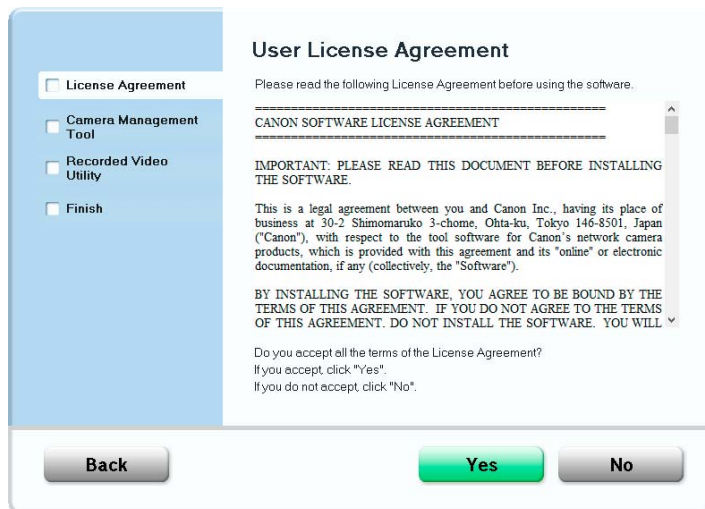 User License Agreement
License Agreement
Please read the following License Agreement before using the software.
Camera Management
Tool
Recorded Video
Utility
Finish
==================================================
CANON SOFTWARE LICENSE AGREEMENT
==================================================
IMPORTANT: PLEASE READ THIS DOCUMENT BEFORE INSTALLING
THE SOFTWARE.
This is a legal agreement between you and Canon Inc., having its place of
business at 30-2 Shimomaruko 3-chome, Ohta-ku, Tokyo 146-8501, Japan
("Canon"), with respect to the tool software for Canon's network camera
products, which is provided with this agreement and its "online" or electronic
documentation, if any (collectively, the "Software").
BY INSTALLING THE SOFTWARE, YOU AGREE TO BE BOUND BY THE
TERMS OF THIS AGREEMENT. IF YOU DO NOT AGREE TO THE TERMS
OF THIS AGREEMENT. DO NOT INSTALL THE SOFTWARE. YOU WILL
Do you accept all the terms of the License Agreement?
If you accept, click "Yes".
If you do not accept, click "No".
Back
Yes
No